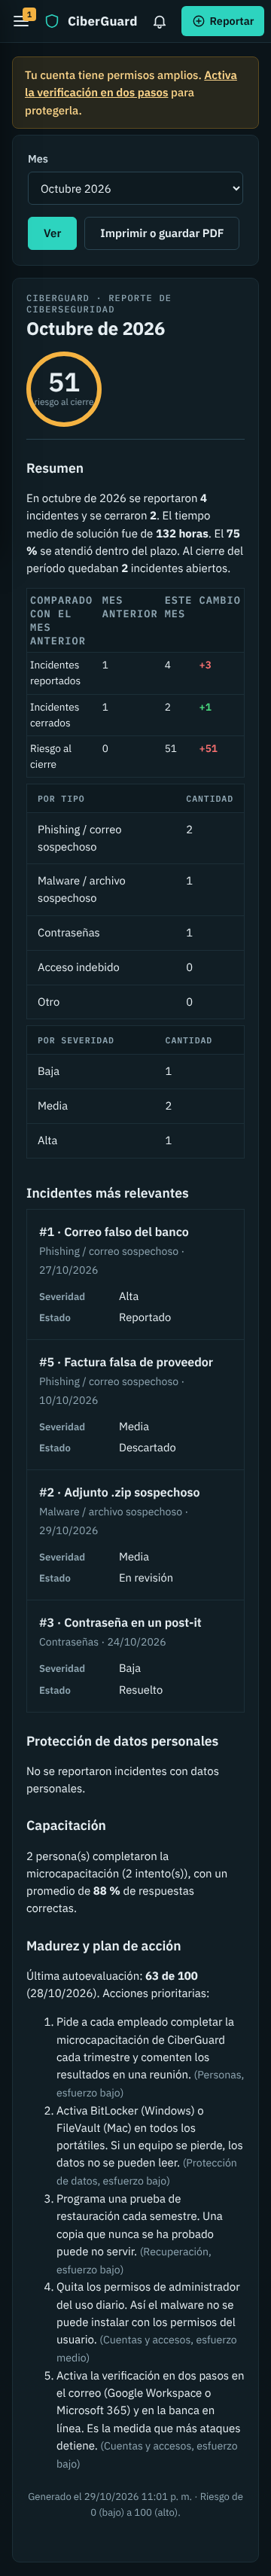 1
CiberGuard
Reportar
Tu cuenta tiene permisos amplios. Activa
la verificación en dos pasos para
protegerla.
Mes
Octubre 2026
Ver
Imprimir o guardar PDF
CIBERGUARD · REPORTE DE
CIBERSEGURIDAD
Octubre de 2026
51
riesgo al cierre
Resumen
En octubre de 2026 se reportaron 4
incidentes y se cerraron 2. El tiempo
medio de solución fue de 132 horas. El 75
% se atendió dentro del plazo. Al cierre del
período quedaban 2 incidentes abiertos.
COMPARADO CON EL MES ANTERIOR MES ANTERIOR ESTE MES CAMBIO
Incidentes reportados 1 4 +3
Incidentes cerrados 1 2 +1
Riesgo al cierre 0 51 +51
POR TIPO CANTIDAD
Phishing / correo sospechoso 2
Malware / archivo sospechoso 1
Contraseñas 1
Acceso indebido 0
Otro 0
POR SEVERIDAD CANTIDAD
Baja 1
Media 2
Alta 1
Incidentes más relevantes
#1 · Correo falso del banco
Phishing / correo sospechoso ·
27/10/2026
Severidad Alta
Estado Reportado
#5 · Factura falsa de proveedor
Phishing / correo sospechoso ·
10/10/2026
Severidad Media
Estado Descartado
#2 · Adjunto .zip sospechoso
Malware / archivo sospechoso ·
29/10/2026
Severidad Media
Estado En revisión
#3 · Contraseña en un post-it
Contraseñas · 24/10/2026
Severidad Baja
Estado Resuelto
Protección de datos personales
No se reportaron incidentes con datos
personales.
Capacitación
2 persona(s) completaron la
microcapacitación (2 intento(s)), con un
promedio de 88 % de respuestas
correctas.
Madurez y plan de acción
Última autoevaluación: 63 de 100
(28/10/2026). Acciones prioritarias:
1. Pide a cada empleado completar la
microcapacitación de CiberGuard
cada trimestre y comenten los
resultados en una reunión. (Personas,
esfuerzo bajo)
2. Activa BitLocker (Windows) o
FileVault (Mac) en todos los
portátiles. Si un equipo se pierde, los
datos no se pueden leer. (Protección
de datos, esfuerzo bajo)
3. Programa una prueba de
restauración cada semestre. Una
copia que nunca se ha probado
puede no servir. (Recuperación,
esfuerzo bajo)
4. Quita los permisos de administrador
del uso diario. Así el malware no se
puede instalar con los permisos del
usuario. (Cuentas y accesos, esfuerzo
medio)
5. Activa la verificación en dos pasos en
el correo (Google Workspace o
Microsoft 365) y en la banca en
línea. Es la medida que más ataques
detiene. (Cuentas y accesos, esfuerzo
bajo)
Generado el 29/10/2026 11:01 p. m. · Riesgo de
0 (bajo) a 100 (alto).